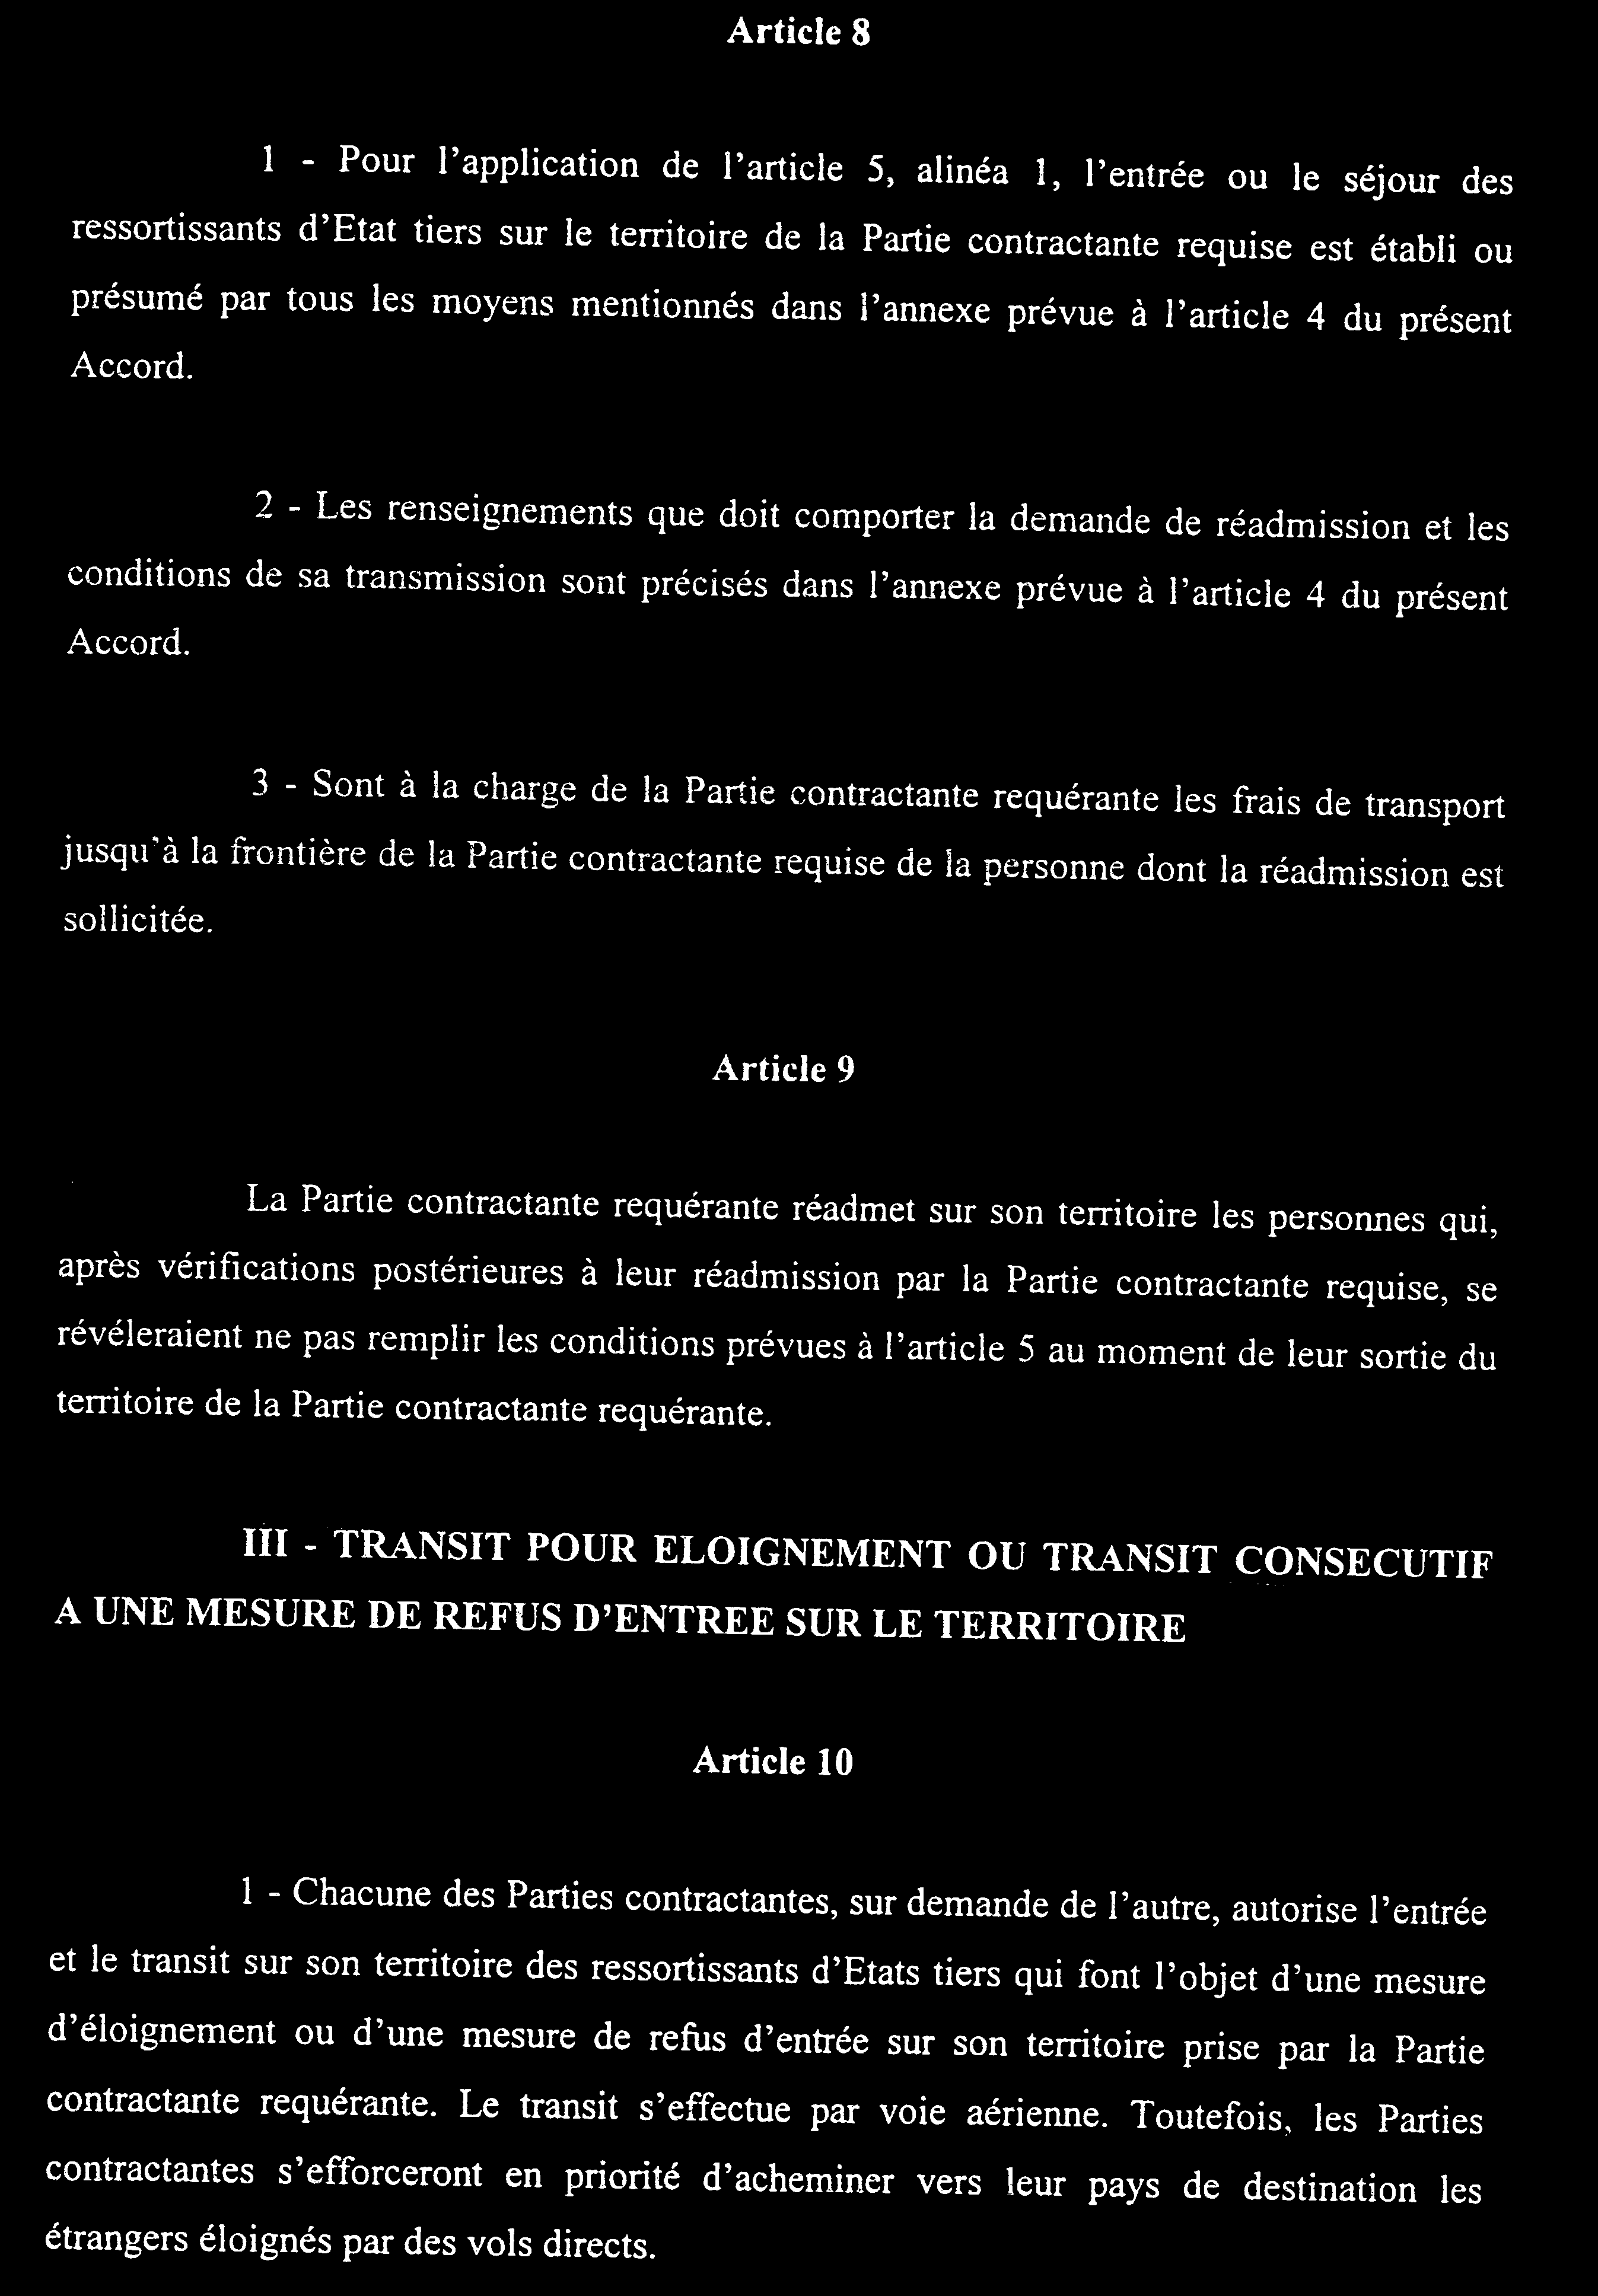 Article 8
1 - Pour l'application de l'article 5, alinéa 1, l'entrée ou le séjour des
ressortissants d'Etat tiers sur le territoire de la Partie contractante requise est établi ou
présumé par tous les moyens mentionnés dans l'annexe prévue à l'article 4 du présent
Accord.
2 - Les renseignements que doit comporter la demande de réadmission et les
conditions de sa transmission sont précisés dans l'annexe prévue à l'article 4 du présent
Accord.
3 - Sont à la charge de la Partie contractante requérante les frais de transport
jusqu'à la frontière de la Partie contractante requise de la personne dont la réadmission est
sollicitée.
Article 9
La Partie contractante requérante réadmet sur son territoire les personnes qui,
après vérifications postérieures à leur réadmission par la Partie contractante requise, se
révéleraient ne pas remplir les conditions prévues à l'article 5 au moment de leur sortie du
territoire de la Partie contractante requérante.
III - TRANSIT POUR ELOIGNEMENT OU TRANSIT CONSECUTIF
A UNE MESURE DE REFUS D'ENTREE SUR LE TERRITOIRE
Article 10
1 - Chacune des Parties contractantes, sur demande de l'autre, autorise l'entrée
et le transit sur son territoire des ressortissants d'Etats tiers qui font l'objet d'une mesure
d'éloignement ou d'une mesure de refus d'entrée sur son territoire prise par la Partie
contractante requérante. Le transit s'effectue par voie aérienne. Toutefois, les Parties
contractantes s'efforceront en priorité d'acheminer vers leur pays de destination les
étrangers éloignés par des vols directs.